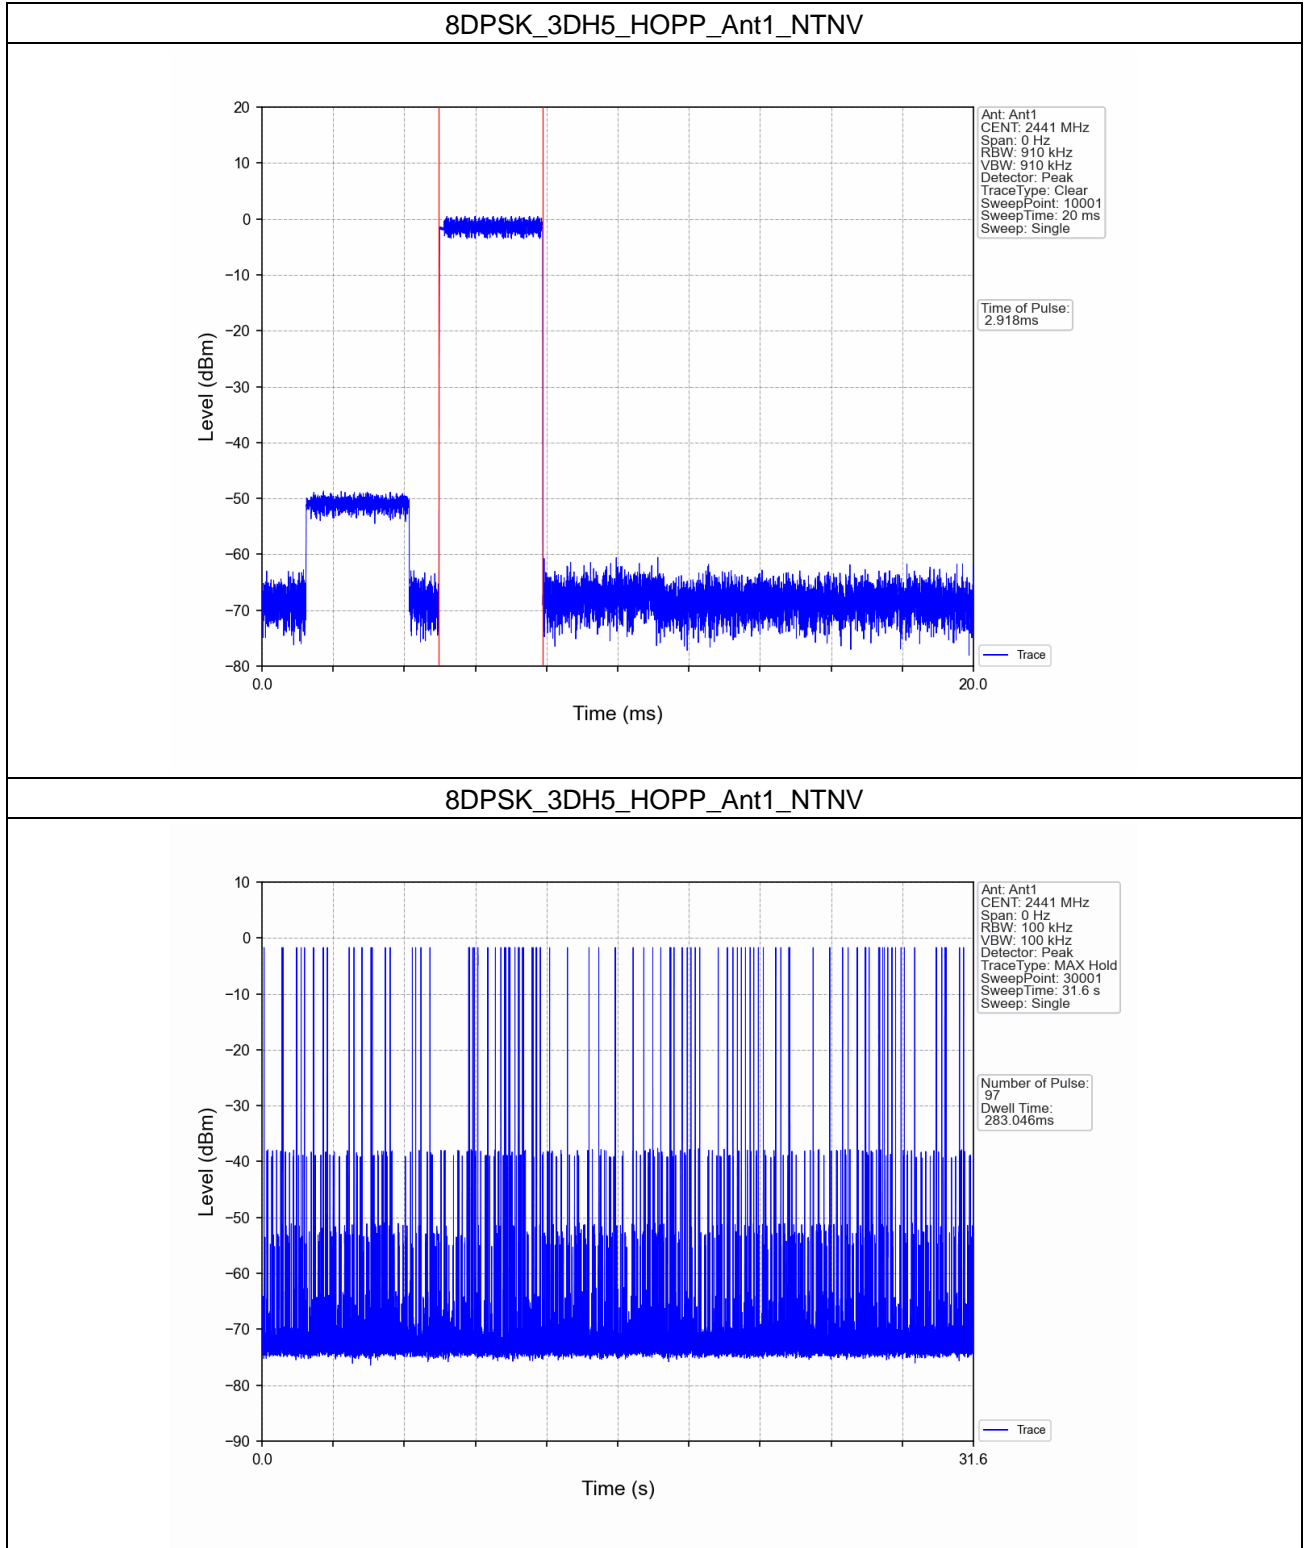 8DPSK_3DH5_HOPP_Ant1_NTNV
20
10
0
−10
−20
−30
−40
−50
−60
−70
−80
Level (dBm)
0.0
20.0
Time (ms)
Ant: Ant1
CENT: 2441 MHz
Span: 0 Hz
RBW: 910 kHz
VBW: 910 kHz
Detector: Peak
TraceType: Clear
SweepPoint: 10001
SweepTime: 20 ms
Sweep: Single
Time of Pulse:
2.918ms
Trace
8DPSK_3DH5_HOPP_Ant1_NTNV
10
0
−10
−20
−30
−40
−50
−60
−70
−80
−90
Level (dBm)
0.0
31.6
Time (s)
Ant: Ant1
CENT: 2441 MHz
Span: 0 Hz
RBW: 100 kHz
VBW: 100 kHz
Detector: Peak
TraceType: MAX Hold
SweepPoint: 30001
SweepTime: 31.6 s
Sweep: Single
Number of Pulse:
97
Dwell Time:
283.046ms
Trace